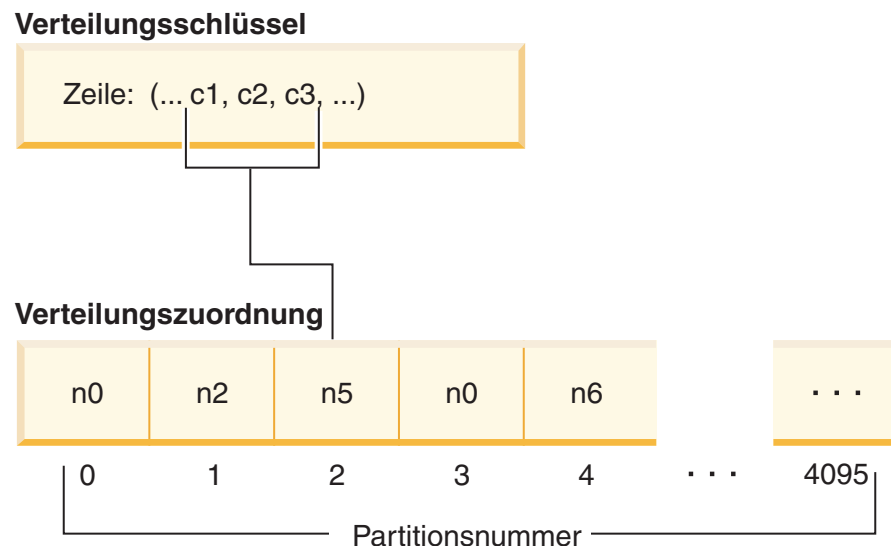 Verteilungsschlüssel
Zeile: (... c1, c2, c3, ...)
Verteilungszuordnung
n0 n2 n5 n0 n6 . . .
0 1 2 3 4 . . . 4095
Partitionsnummer